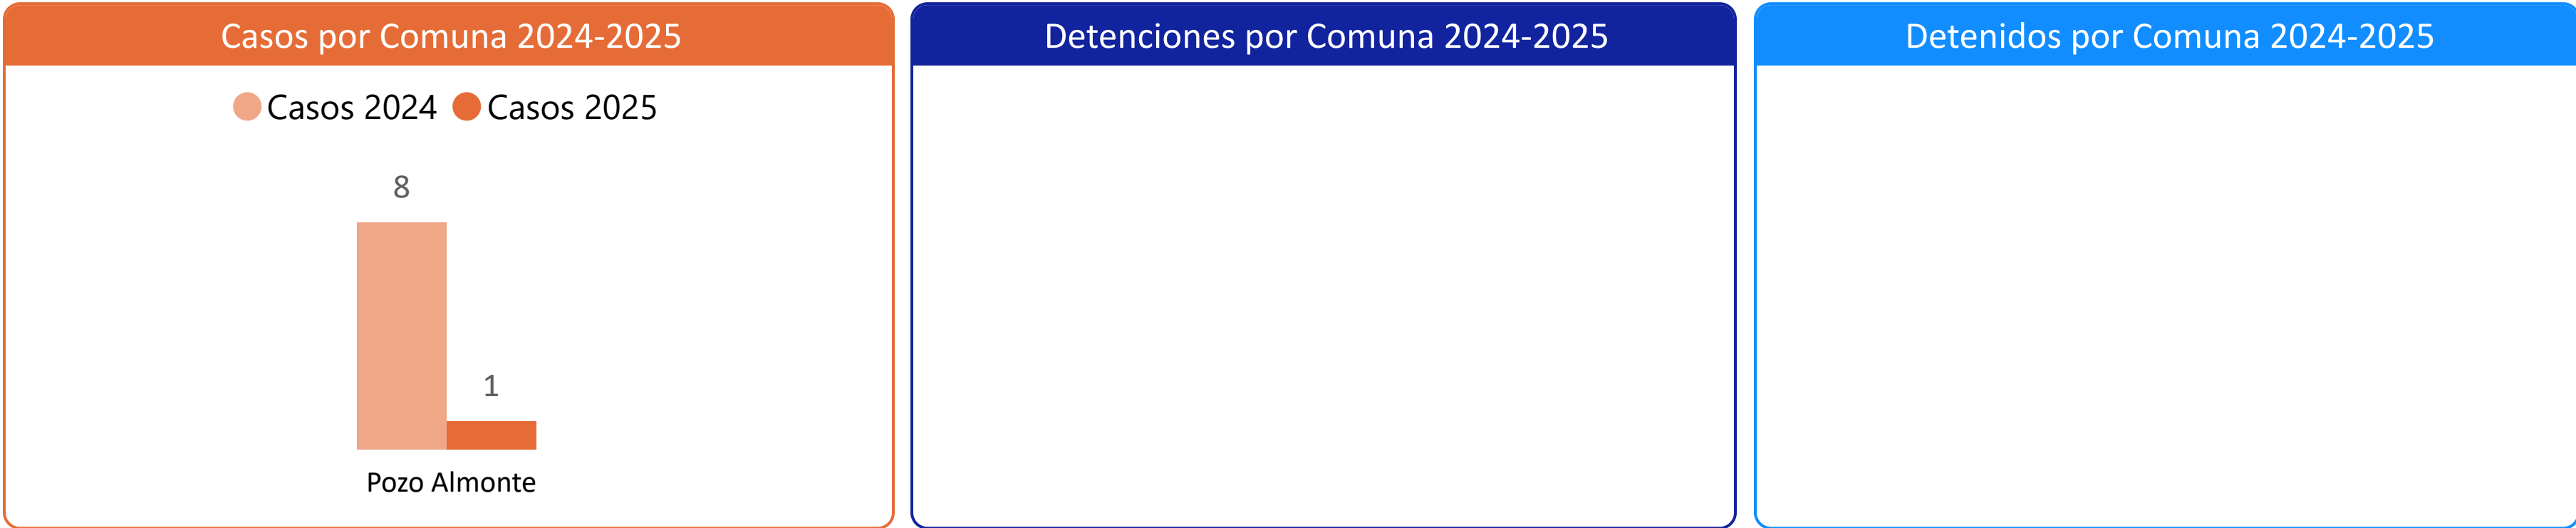 Casos por Comuna 2024-2025
Casos 2024 Casos 2025
8
1
Pozo Almonte
Detenciones por Comuna 2024-2025
Detenidos por Comuna 2024-2025